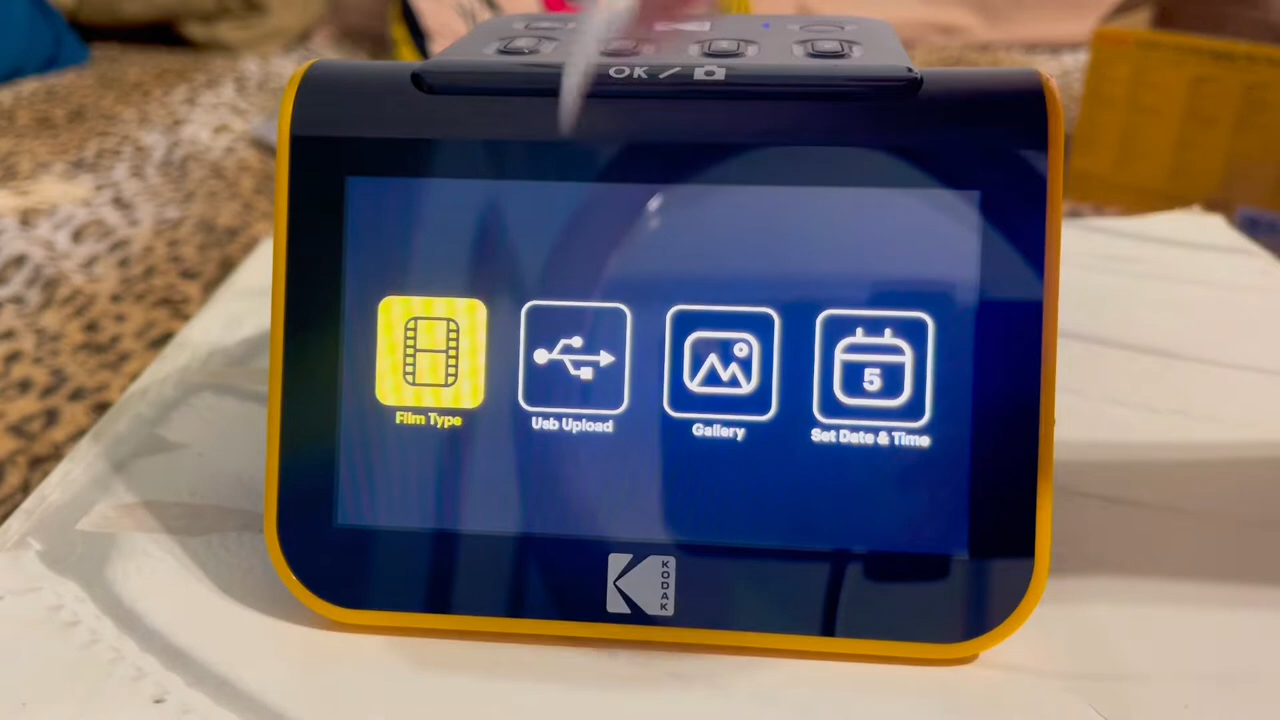 OK /
Film Type
Usb Upload
Gallery
5
Set Date & Time
KODAK